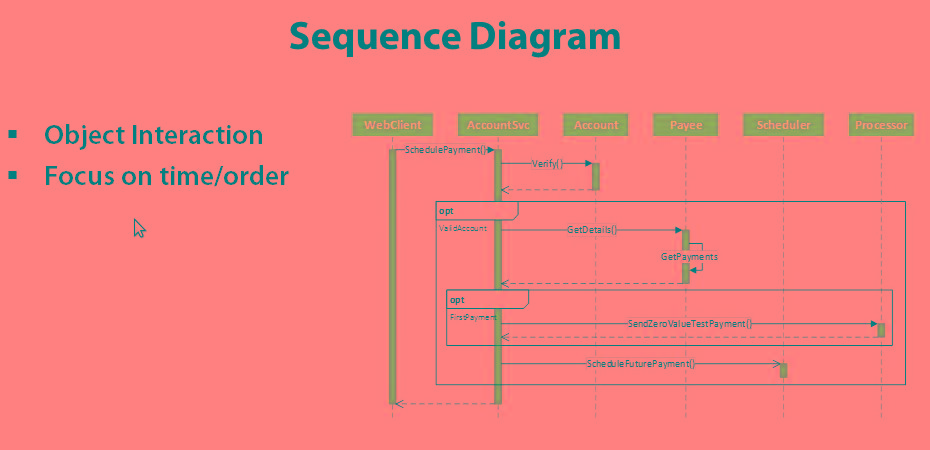 Sequence Diagram
Object Interaction
Focus on time/order
WebClient AccountSvc Account Payee Scheduler Processor
SchedulePayment()
Verify()
opt
ValidAccount
GetDetails()
GetPayments
opt
FirstPayment
SendZeroValueTestPayment()
ScheduleFuturePayment()